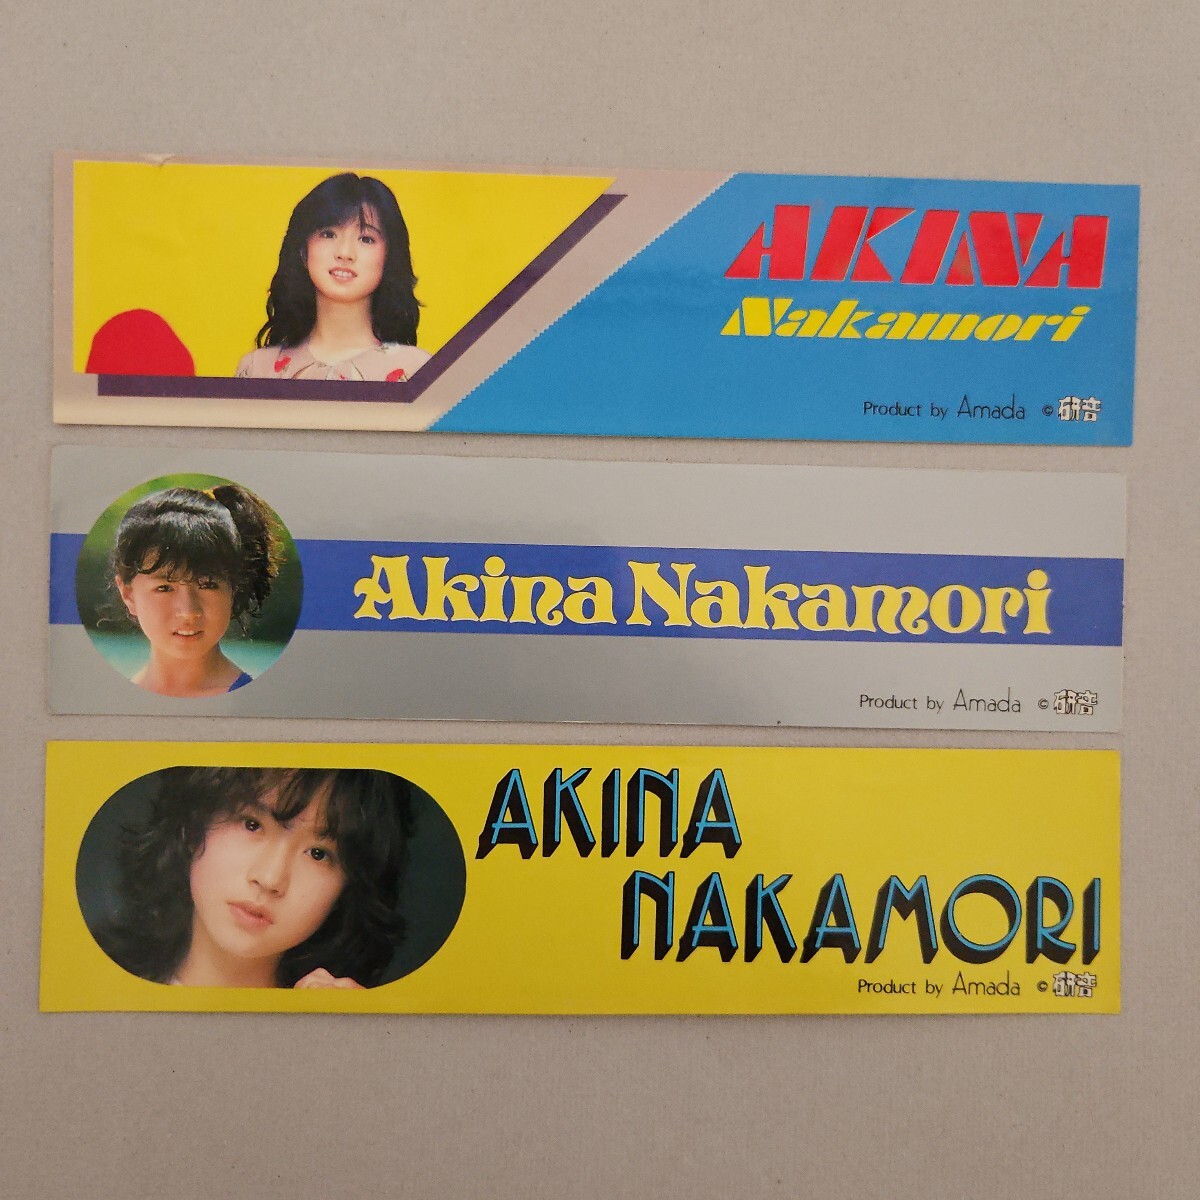 AKINA
Nakamori
Product by Amada © 研音
Akina Nakamori
Product by Amada © 研音
AKINA
NAKAMORI
Product by Amada © 研音